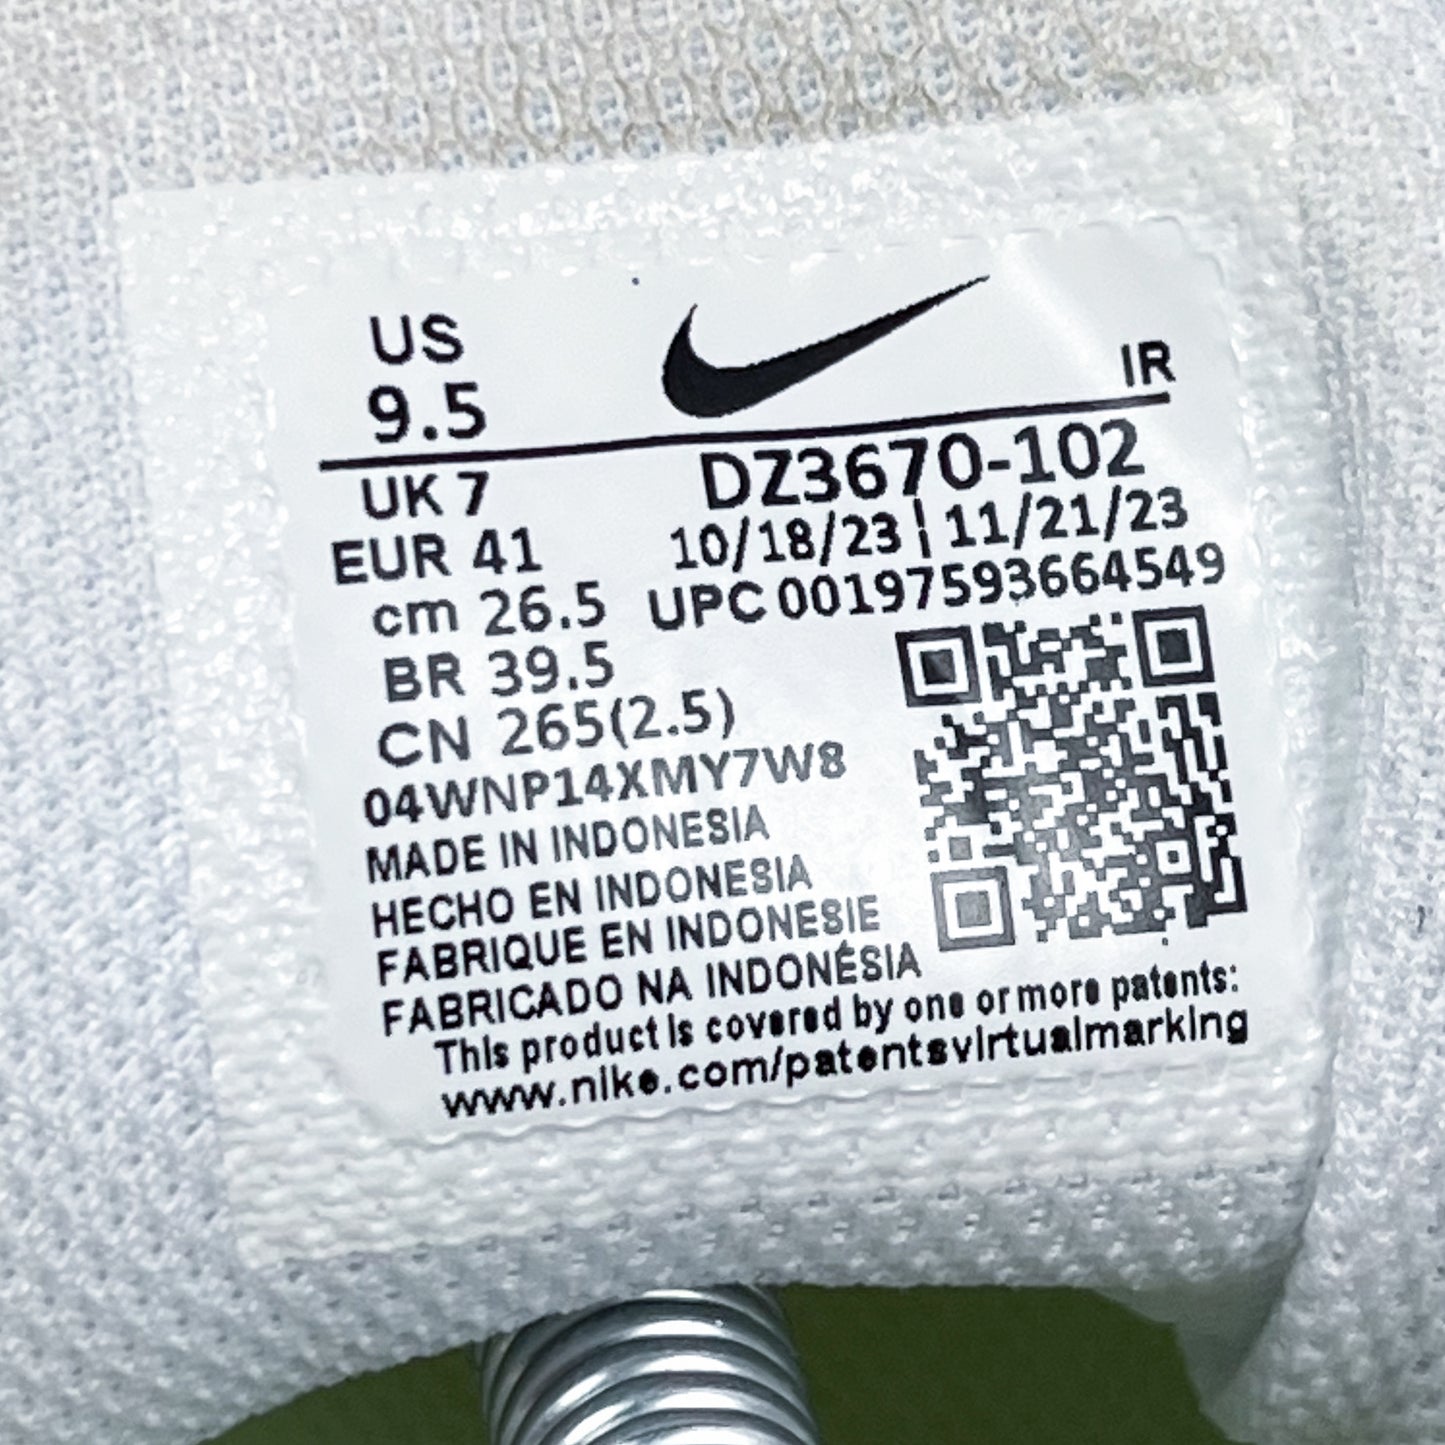 US
9.5
IR
UK 7
DZ3670-102
EUR 41
10/18/23 | 11/21/23
cm 26.5
UPC 00197593664549
BR 39.5
CN 265(2.5)
04WNP14XMY7W8
MADE IN INDONESIA
HECHO EN INDONESIA
FABRIQUE EN INDONESIE
FABRICADO NA INDONÉSIA
This product is covered by one or more patents:
www.nike.com/patentsvirtualmarking